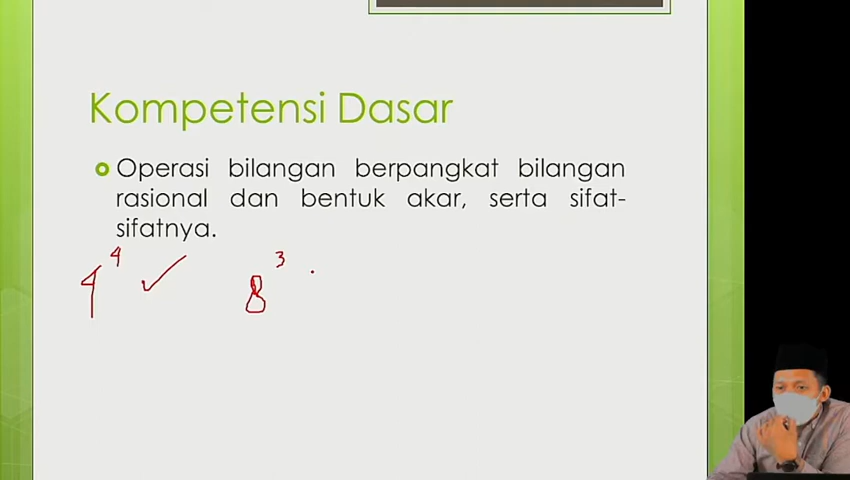 Kompetensi Dasar
Operasi bilangan berpangkat bilangan
rasional dan bentuk akar, serta sifat-
sifatnya.
4⁴ ✓ 8³